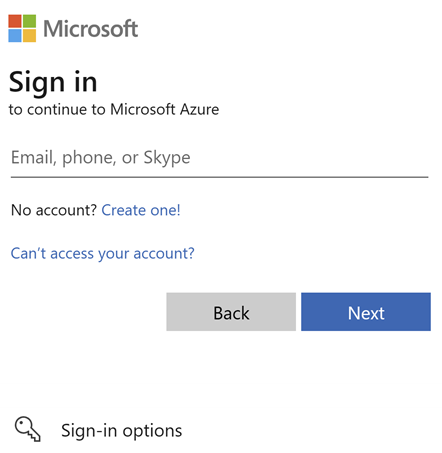 Microsoft
Sign in
to continue to Microsoft Azure
Email, phone, or Skype
No account? Create one!
Can’t access your account?
Back Next
Sign-in options